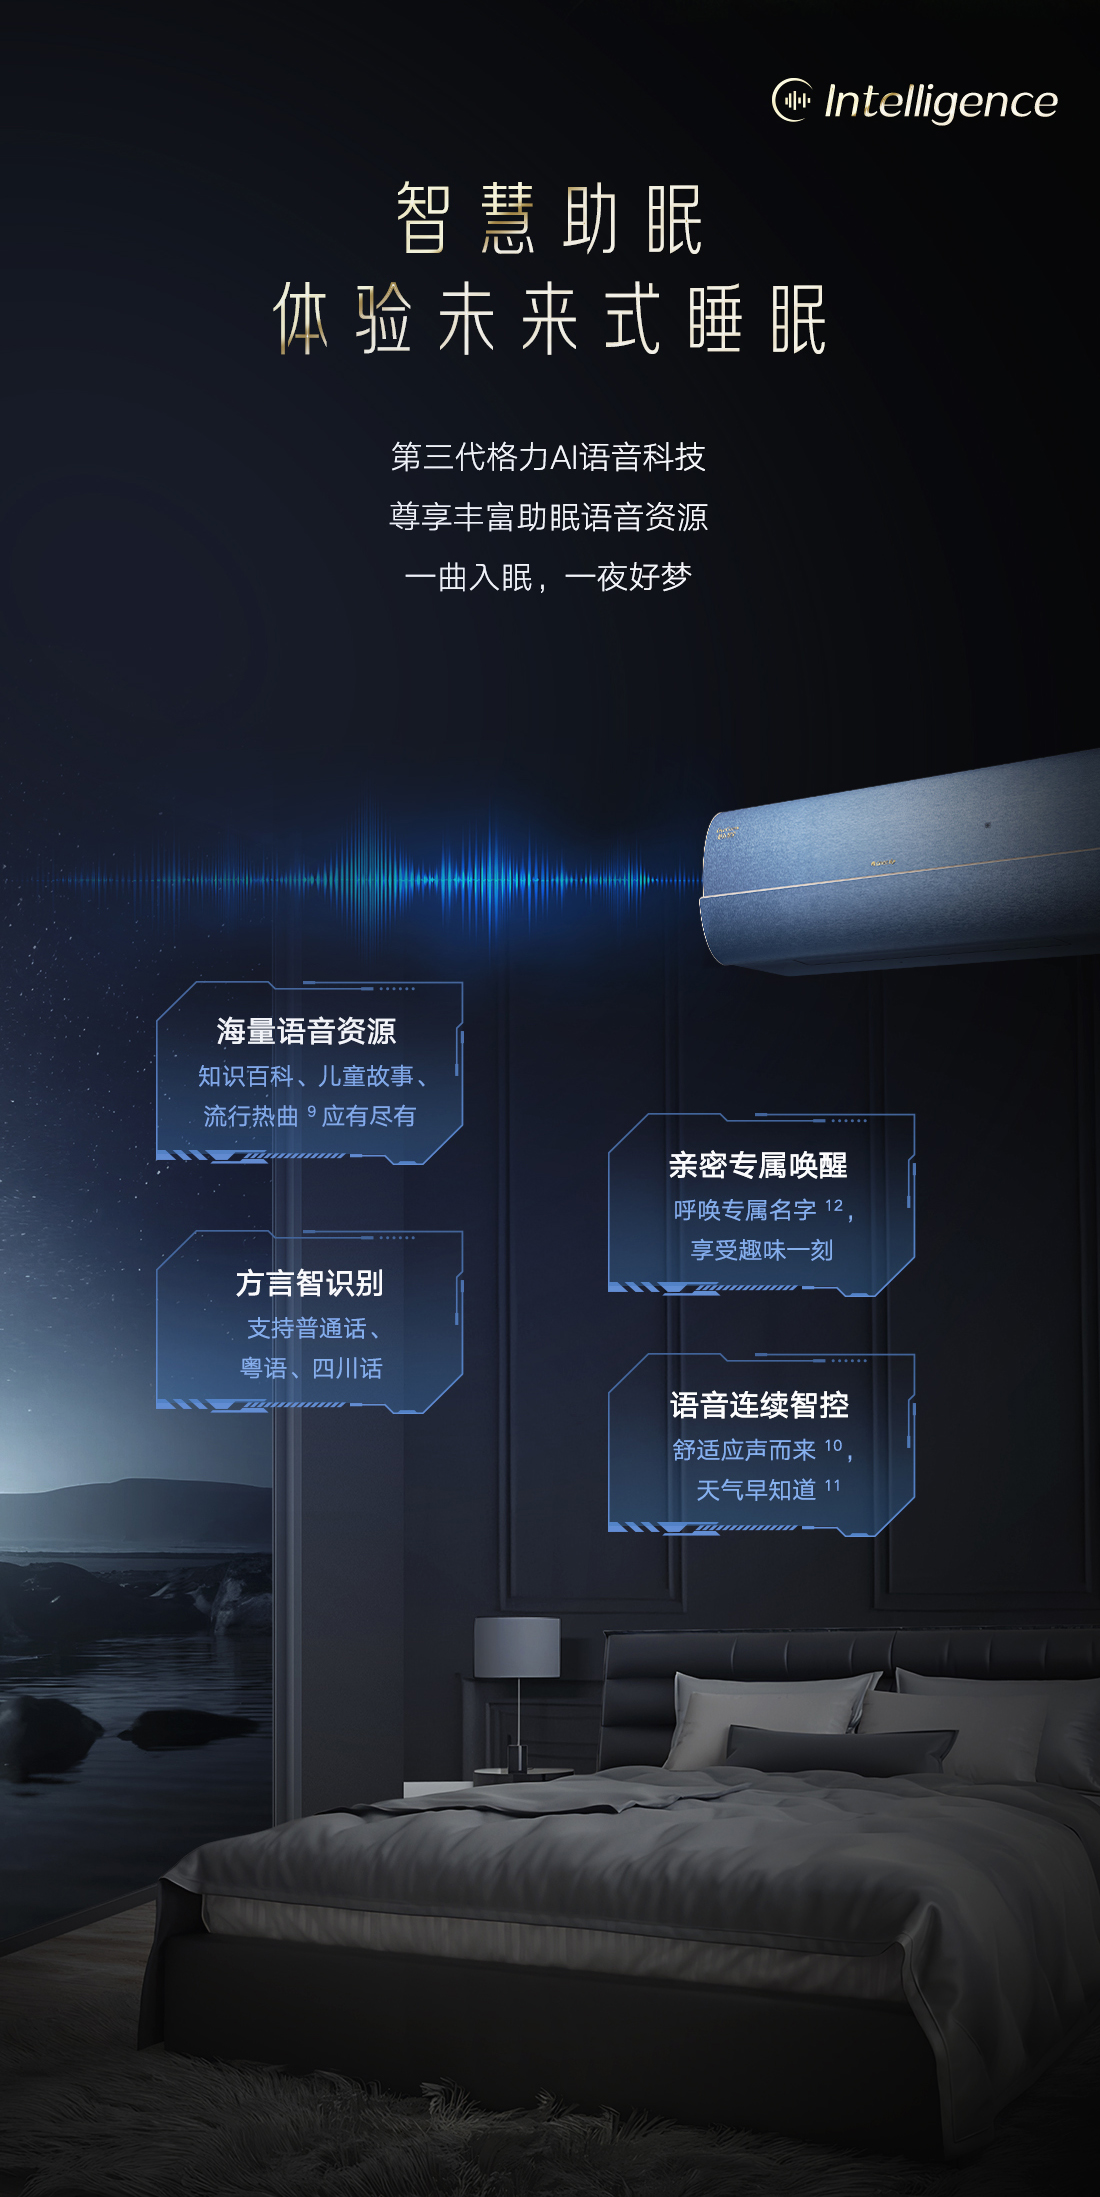 Intelligence
智慧助眠
体验未来式睡眠
第三代格力AI语音科技
尊享丰富助眠语音资源
一曲入眠，一夜好梦
海量语音资源
知识百科、儿童故事、
流行热曲 9 应有尽有
亲密专属唤醒
呼唤专属名字 12，
享受趣味一刻
方言智识别
支持普通话、
粤语、四川话
语音连续智控
舒适应声而来 10，
天气早知道 11